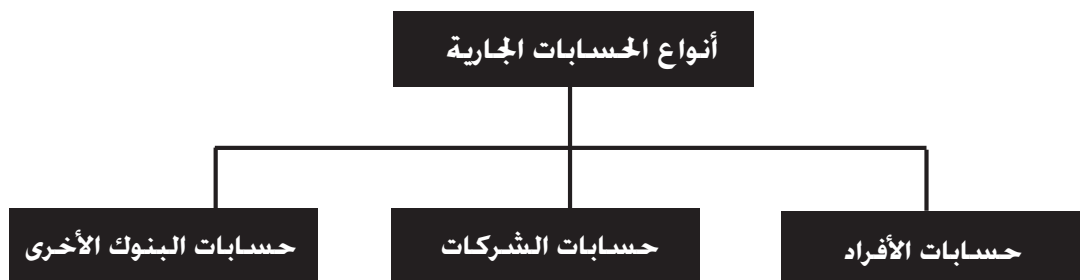 أنواع الحسابات الجارية
حسابات الأفراد
حسابات الشركات
حسابات البنوك الأخرى